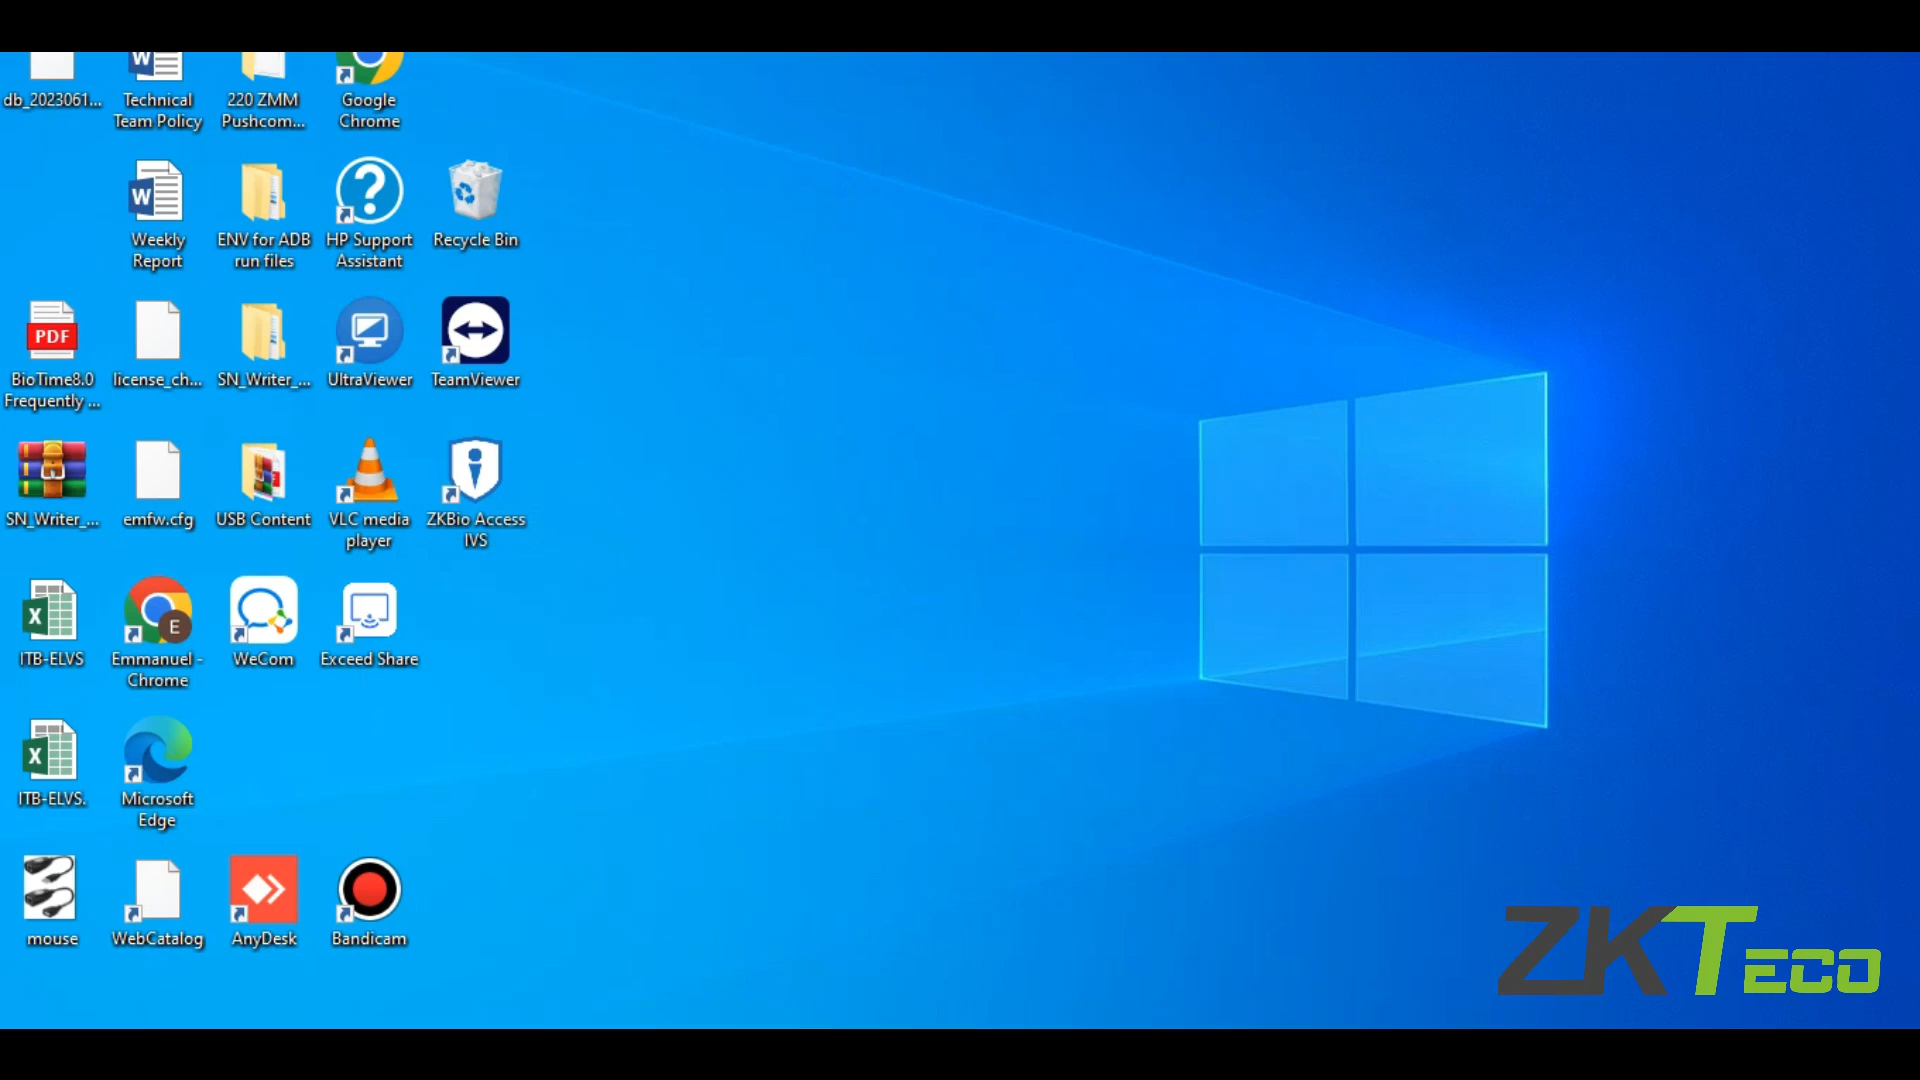 db_2023061...
Technical
Team Policy
220 ZMM
Pushcom...
Google
Chrome
Weekly
Report
ENV for ADB
run files
HP Support
Assistant
Recycle Bin
PDF
BioTime8.0
Frequently ...
license_ch...
SN_Writer_...
UltraViewer
TeamViewer
SN_Writer_...
emfw.cfg
USB Content
VLC media
player
ZKBio Access
IVS
ITB-ELVS
E
Emmanuel -
Chrome
WeCom
Exceed Share
ITB-ELVS.
Microsoft
Edge
mouse
WebCatalog
AnyDesk
Bandicam
ZKTECO